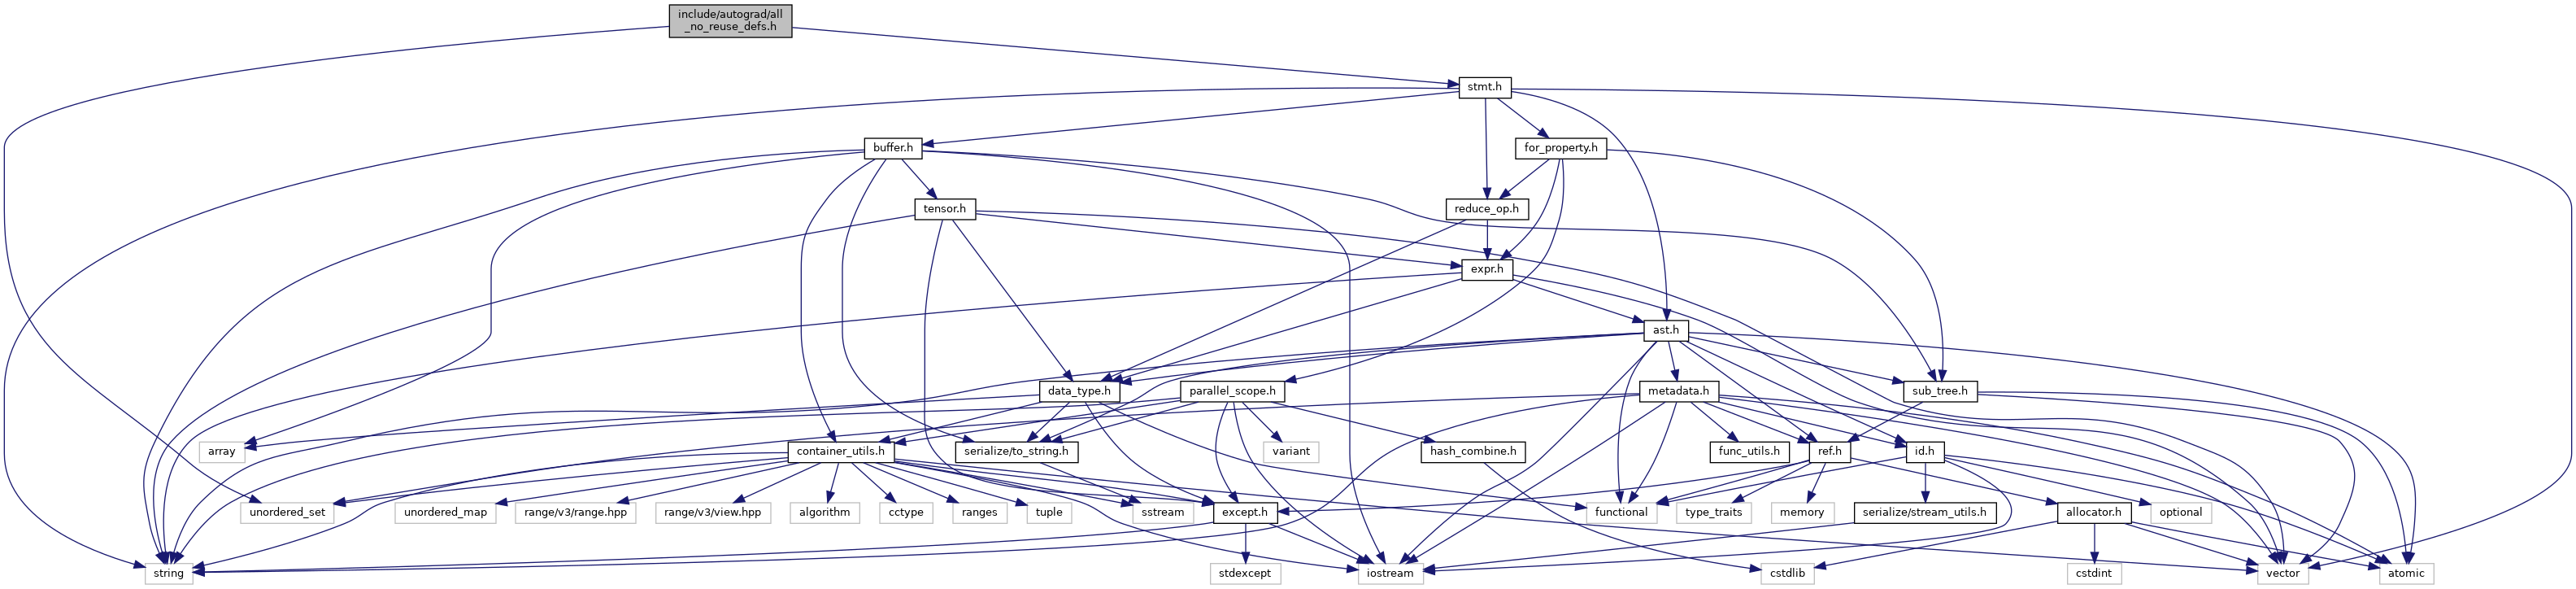 include/autograd/all
_no_reuse_defs.h
stmt.h
buffer.h
for_property.h
tensor.h
reduce_op.h
expr.h
ast.h
data_type.h
parallel_scope.h
metadata.h
sub_tree.h
array
container_utils.h
serialize/to_string.h
variant
hash_combine.h
func_utils.h
ref.h
id.h
unordered_set
unordered_map
range/v3/range.hpp
range/v3/view.hpp
algorithm
cctype
ranges
tuple
sstream
except.h
functional
type_traits
memory
serialize/stream_utils.h
allocator.h
optional
string
stdexcept
iostream
cstdlib
cstdint
vector
atomic